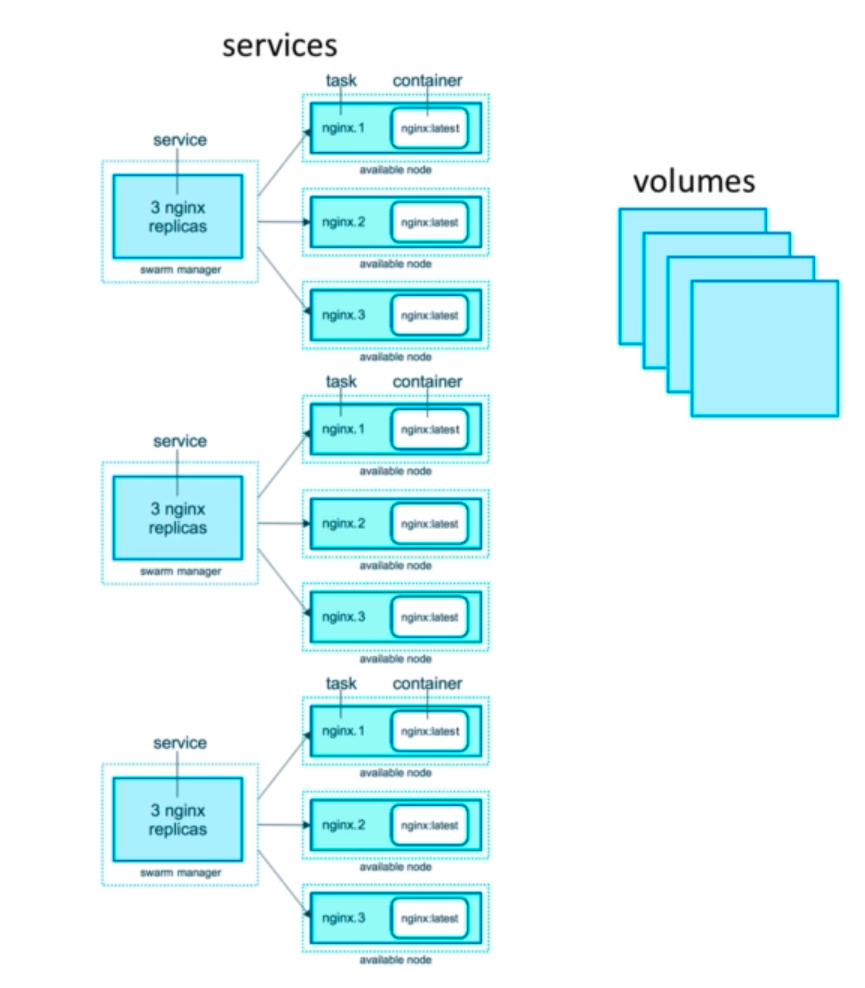 services
task container
nginx.1 nginx:latest
available node
service
3 nginx
replicas
swarm manager
nginx.2 nginx:latest
available node
nginx.3 nginx:latest
available node
volumes
task container
nginx.1 nginx:latest
available node
service
3 nginx
replicas
swarm manager
nginx.2 nginx:latest
available node
nginx.3 nginx:latest
available node
task container
nginx.1 nginx:latest
available node
service
3 nginx
replicas
swarm manager
nginx.2 nginx:latest
available node
nginx.3 nginx:latest
available node